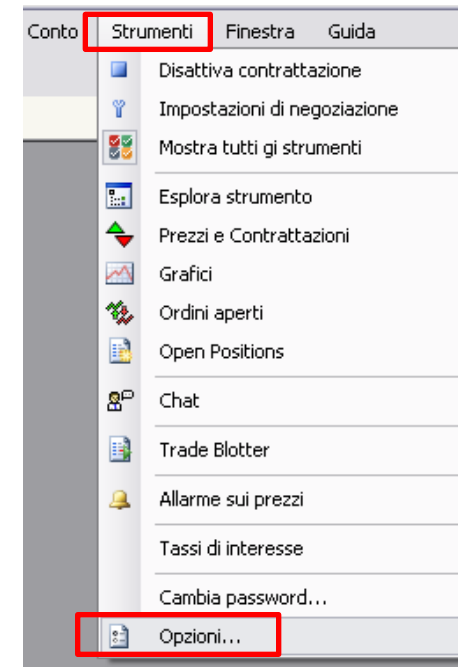 Conto Strumenti Finestra Guida
Disattiva contrattazione
Impostazioni di negoziazione
Mostra tutti gi strumenti
Esplora strumento
Prezzi e Contrattazioni
Grafici
Ordini aperti
Open Positions
Chat
Trade Blotter
Allarme sui prezzi
Tassi di interesse
Cambia password...
Opzioni...